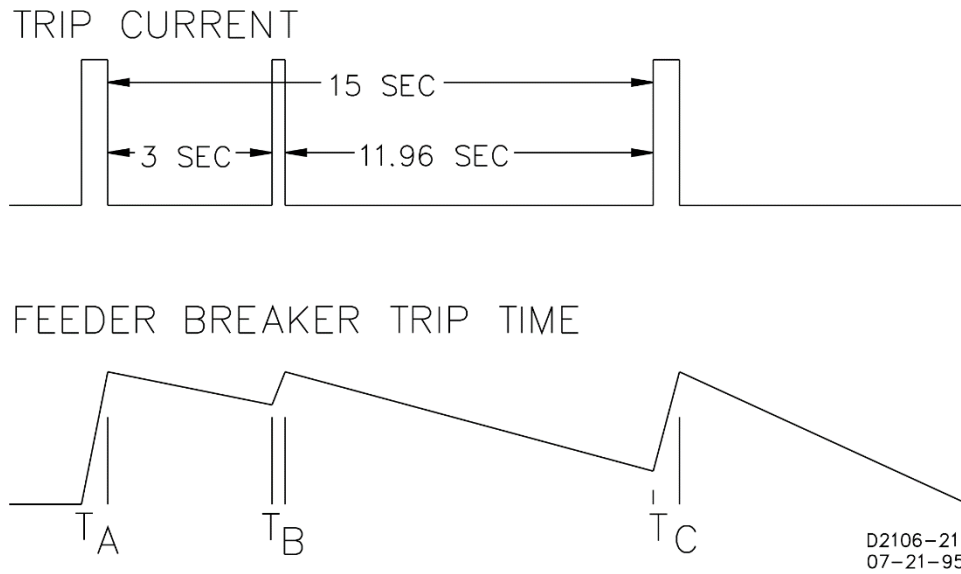 TRIP CURRENT
15 SEC
3 SEC
11.96 SEC
FEEDER BREAKER TRIP TIME
TA
TB
TC
D2106-21
07-21-95